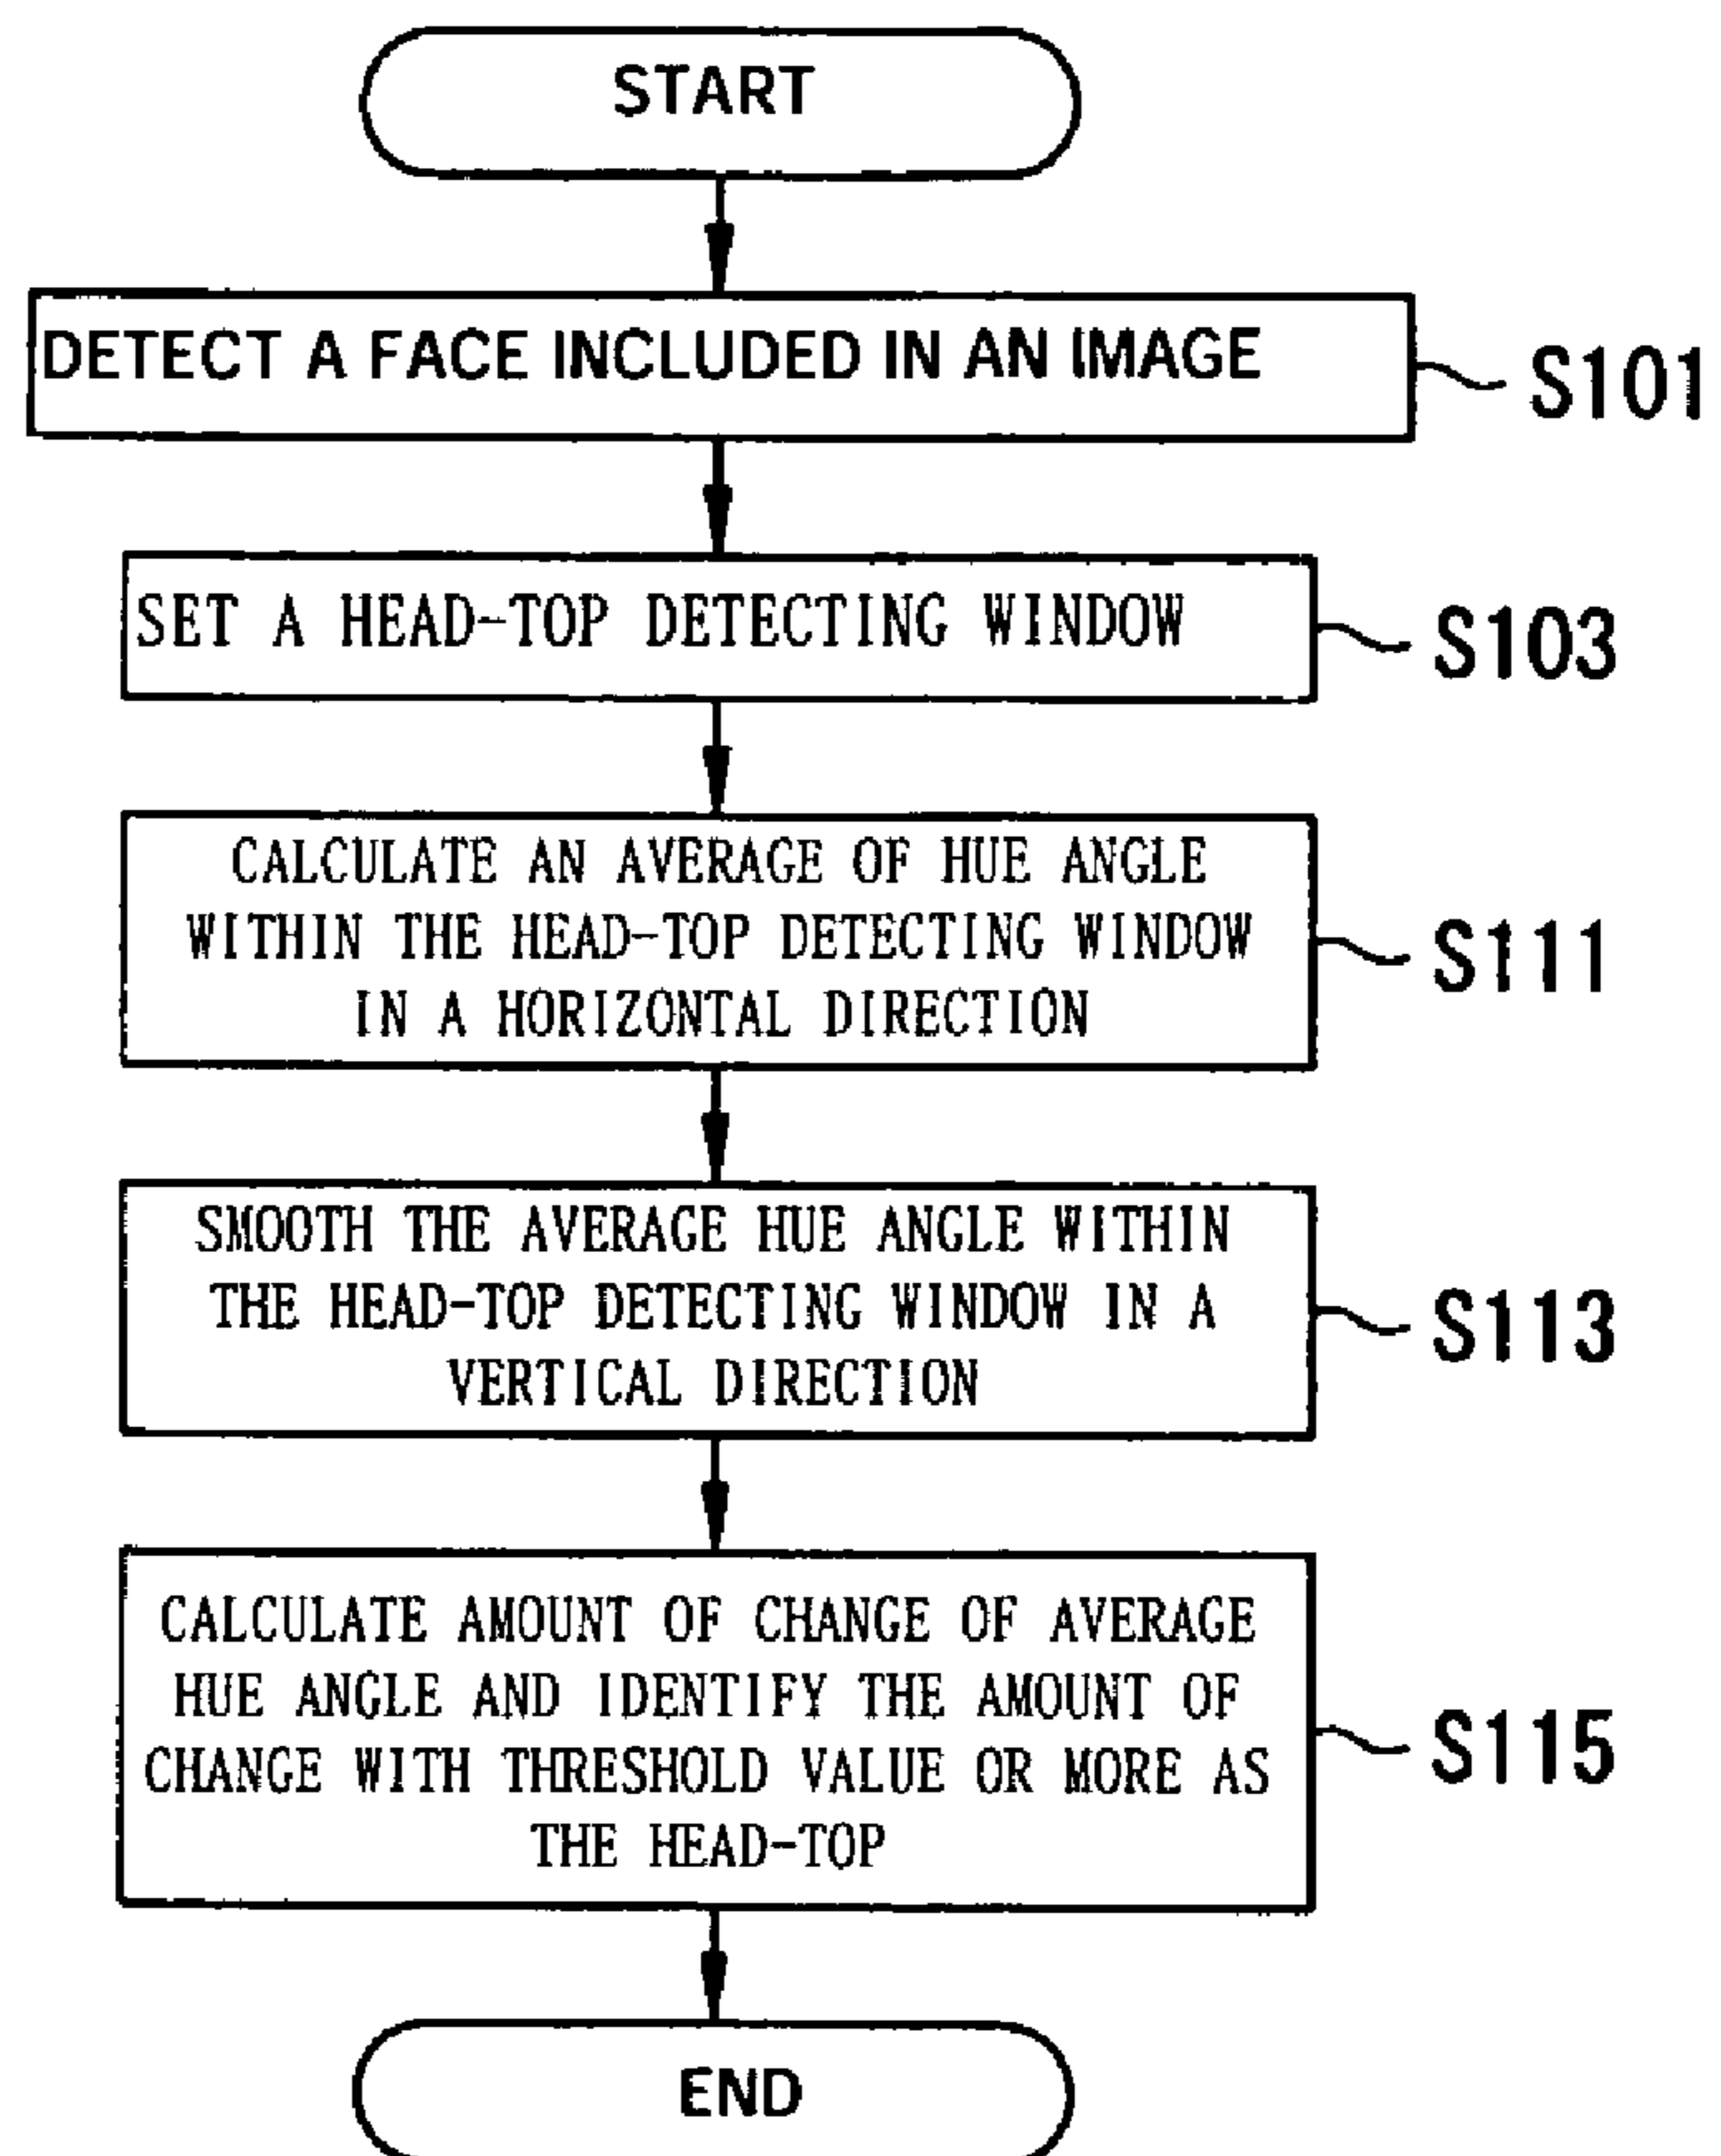 START
DETECT A FACE INCLUDED IN AN IMAGE
S101
SET A HEAD-TOP DETECTING WINDOW
S103
CALCULATE AN AVERAGE OF HUE ANGLE
WITHIN THE HEAD-TOP DETECTING WINDOW
IN A HORIZONTAL DIRECTION
S111
SMOOTH THE AVERAGE HUE ANGLE WITHIN
THE HEAD-TOP DETECTING WINDOW IN A
VERTICAL DIRECTION
S113
CALCULATE AMOUNT OF CHANGE OF AVERAGE
HUE ANGLE AND IDENTIFY THE AMOUNT OF
CHANGE WITH THRESHOLD VALUE OR MORE AS
THE HEAD-TOP
S115
END